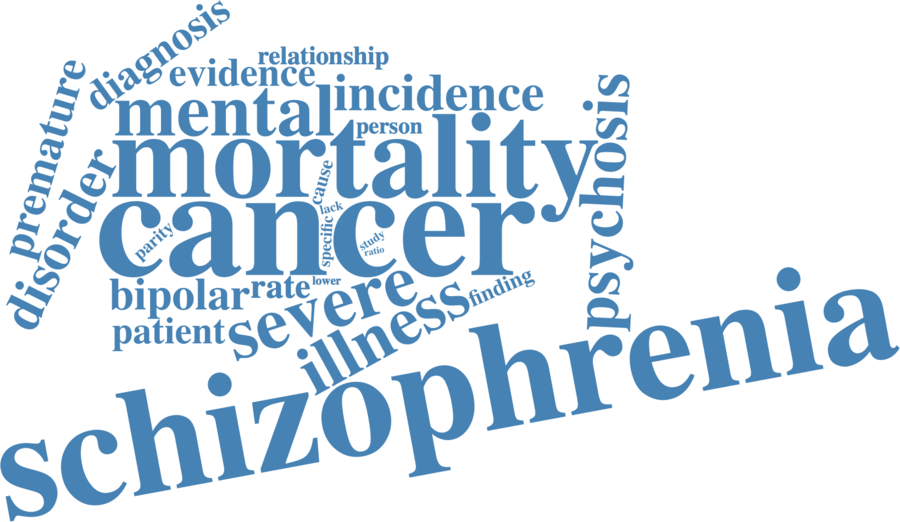 diagnosis
relationship
evidence
premature
mental
incidence
person
psychosis
disorder
mortality
cause
lack
cancer
parity
specific
study
ratio
bipolar
rate
lower
severe
finding
patient
illness
schizophrenia